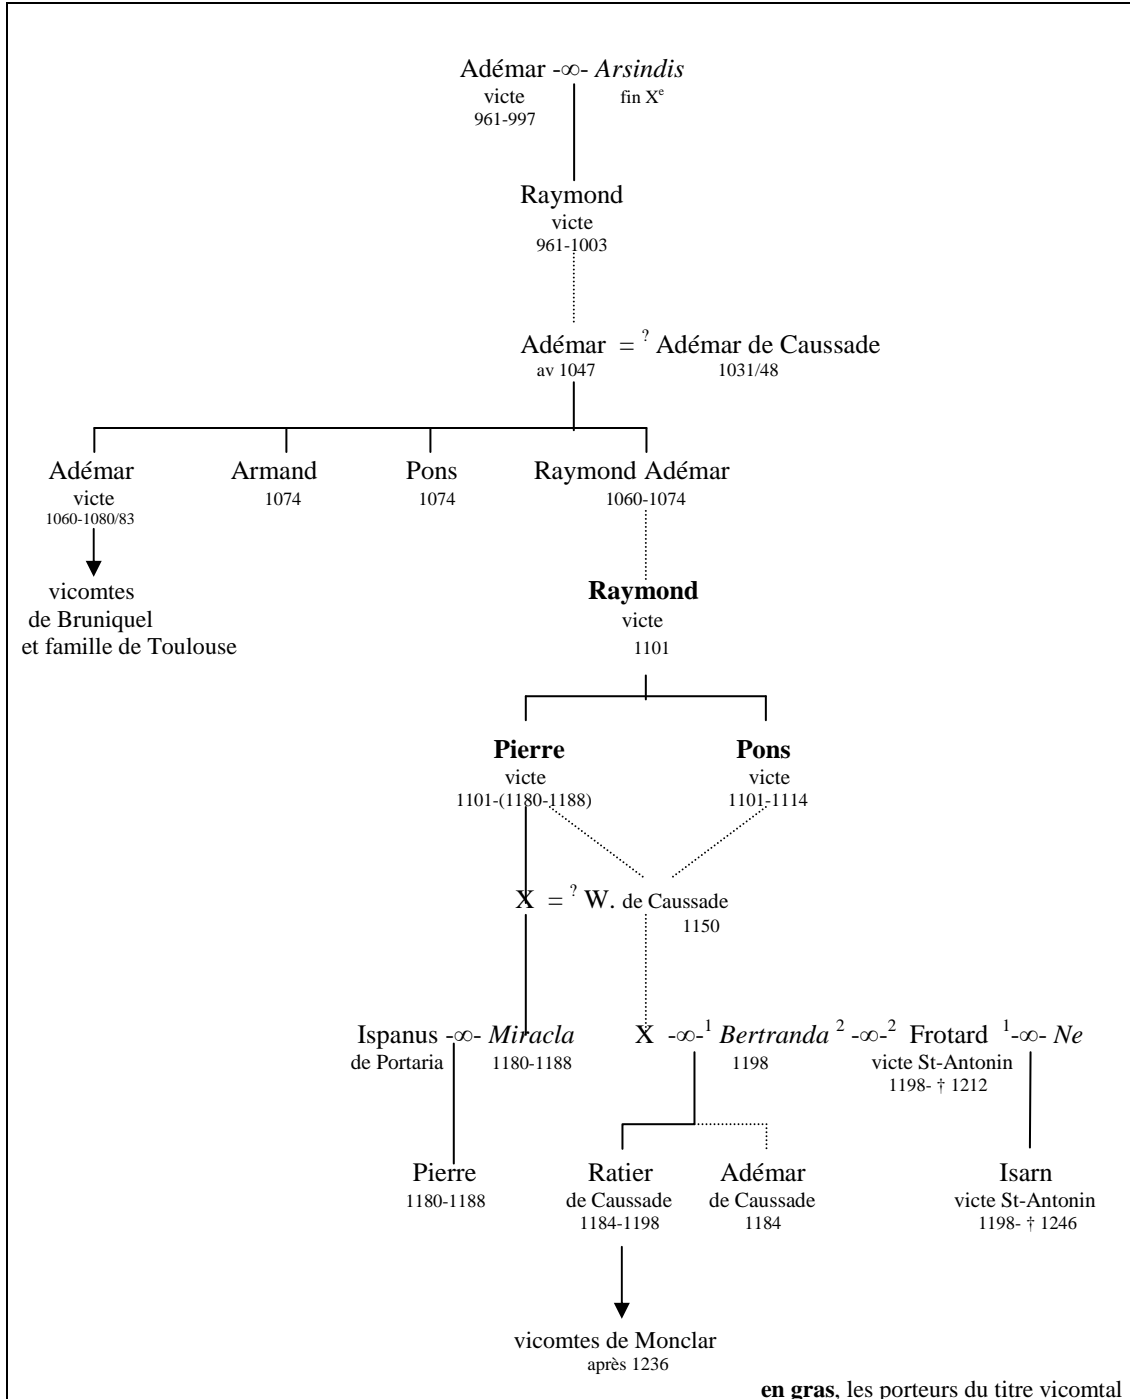 Adémar -∞- Arsindis
victe fin Xe
961-997
Raymond
victe
961-1003
Adémar = ? Adémar de Caussade
av 1047 1031/48
Adémar Armand Pons Raymond Adémar
victe 1074 1074 1060-1074
1060-1080/83
vicomtes
de Bruniquel
et famille de Toulouse
Raymond
victe
1101
Pierre Pons
victe victe
1101-(1180-1188) 1101-1114
X = ? W. de Caussade
1150
Ispanus -∞- Miracla X -∞-1 Bertranda 2 -∞-2 Frotard 1-∞- Ne
de Portaria 1180-1188 1198 victe St-Antonin
1198- † 1212
Pierre Ratier Adémar Isarn
1180-1188 de Caussade de Caussade victe St-Antonin
1184-1198 1184 1198- † 1246
vicomtes de Monclar
après 1236
en gras, les porteurs du titre vicomtal